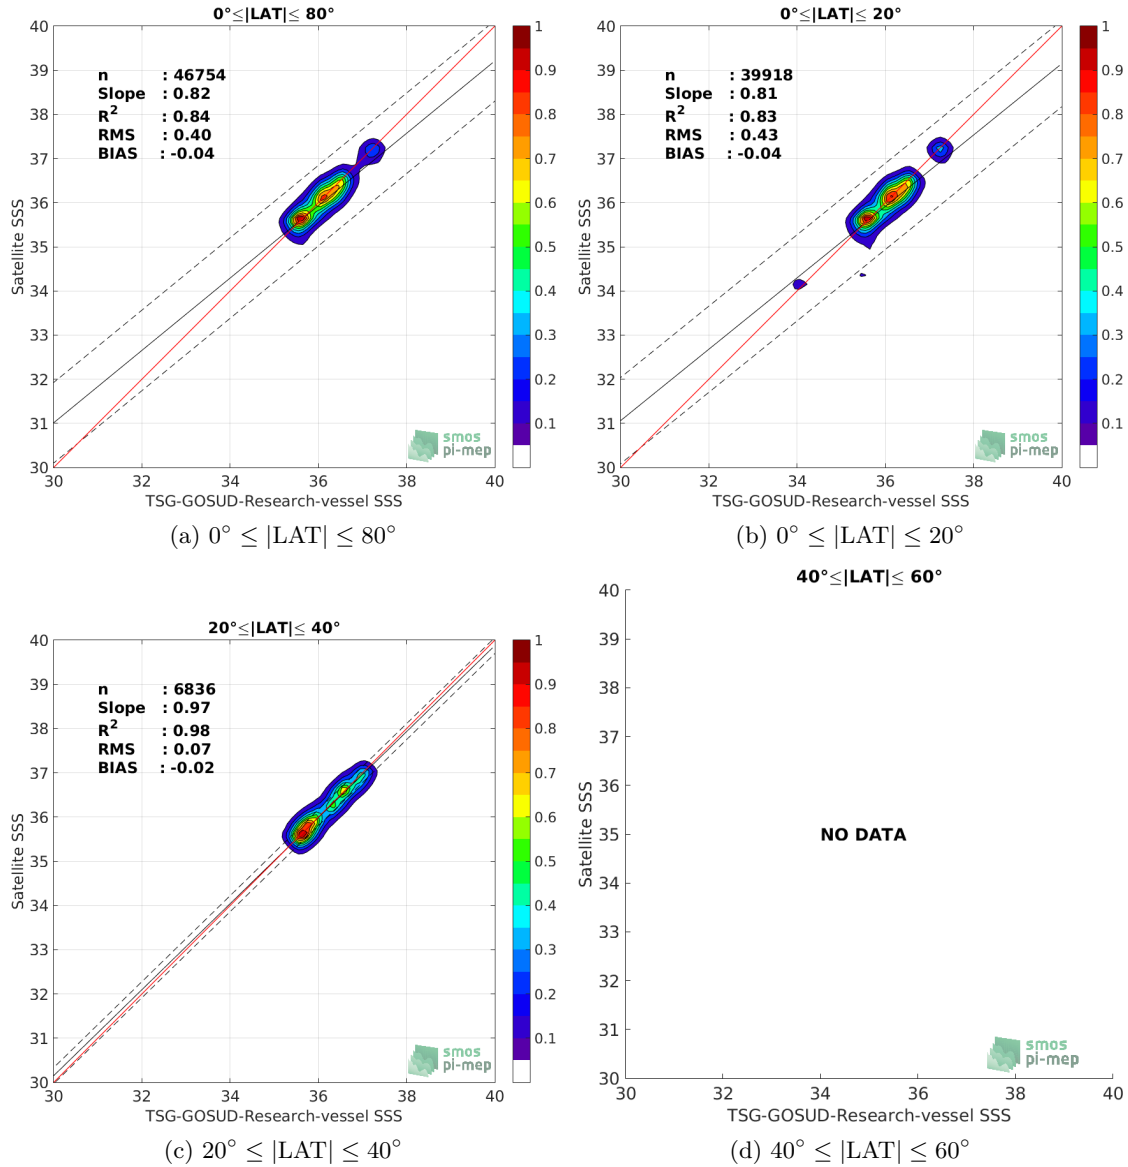 0°≤|LAT|≤ 80°
40
39
38
37
36
35
34
33
32
31
30
Satellite SSS
n : 46754
Slope : 0.82
R² : 0.84
RMS : 0.40
BIAS : -0.04
smos
pi-mep
30 32 34 36 38 40
TSG-GOSUD-Research-vessel SSS
1
0.9
0.8
0.7
0.6
0.5
0.4
0.3
0.2
0.1
(a) 0° ≤ |LAT| ≤ 80°
0°≤|LAT|≤ 20°
40
39
38
37
36
35
34
33
32
31
30
Satellite SSS
n : 39918
Slope : 0.81
R² : 0.83
RMS : 0.43
BIAS : -0.04
smos
pi-mep
30 32 34 36 38 40
TSG-GOSUD-Research-vessel SSS
1
0.9
0.8
0.7
0.6
0.5
0.4
0.3
0.2
0.1
(b) 0° ≤ |LAT| ≤ 20°
20°≤|LAT|≤ 40°
40
39
38
37
36
35
34
33
32
31
30
Satellite SSS
n : 6836
Slope : 0.97
R² : 0.98
RMS : 0.07
BIAS : -0.02
smos
pi-mep
30 32 34 36 38 40
TSG-GOSUD-Research-vessel SSS
1
0.9
0.8
0.7
0.6
0.5
0.4
0.3
0.2
0.1
(c) 20° ≤ |LAT| ≤ 40°
40°≤|LAT|≤ 60°
40
39
38
37
36
35
34
33
32
31
30
Satellite SSS
NO DATA
smos
pi-mep
30 32 34 36 38 40
TSG-GOSUD-Research-vessel SSS
(d) 40° ≤ |LAT| ≤ 60°